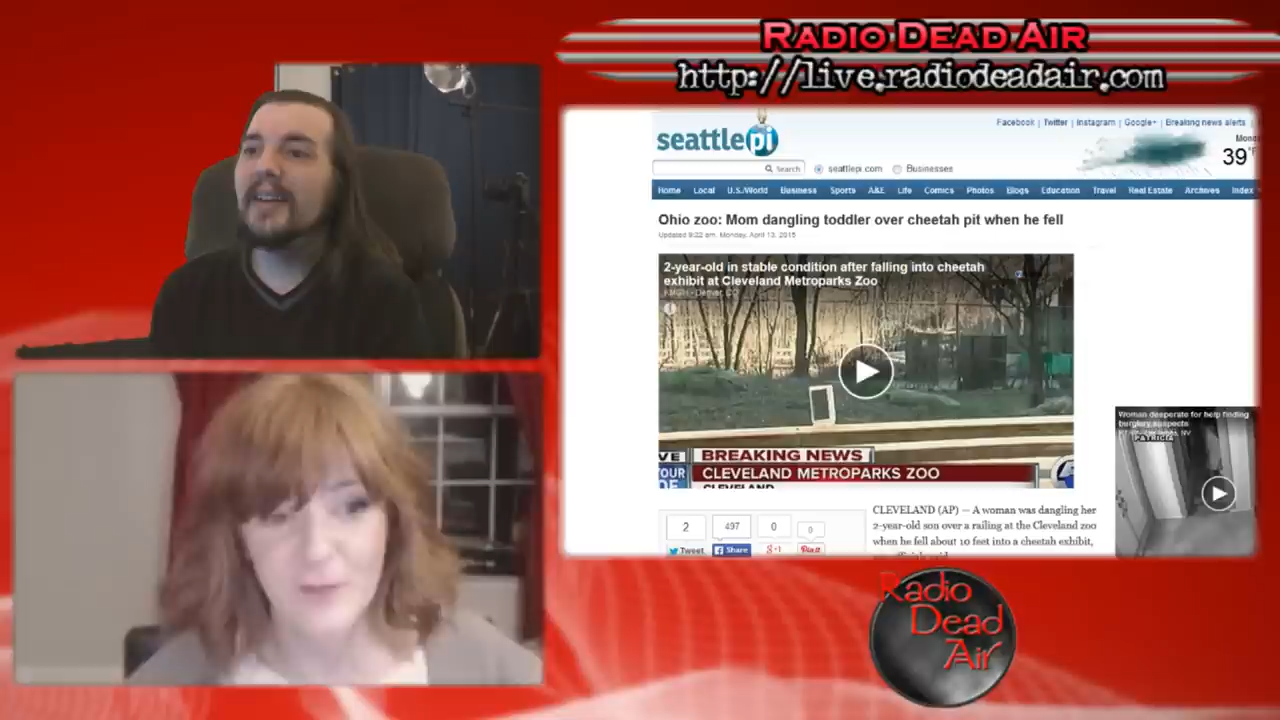 Radio Dead Air
http://live.radiodeadair.com
seattlepi
Facebook | Twitter | Instagram | Google+ | Breaking news alerts |
Search
seattlepi.com
Businesses
39°F
Home Local U.S./World Business Sports A&E Life Comics Photos Blogs Education Travel Real Estate Archives Index
Ohio zoo: Mom dangling toddler over cheetah pit when he fell
Updated 9:22 am, Monday, April 13, 2015
2-year-old in stable condition after falling into cheetah
exhibit at Cleveland Metroparks Zoo
BREAKING NEWS
CLEVELAND METROPARKS ZOO
CLEVELAND
Woman desperate for help finding
burglary suspects
PATRICIA
2 497 0 0
Tweet Share g+1 Pin it
CLEVELAND (AP) — A woman was dangling her
2-year-old son over a railing at the Cleveland zoo
when he fell about 10 feet into a cheetah exhibit,
Radio
Dead
Air